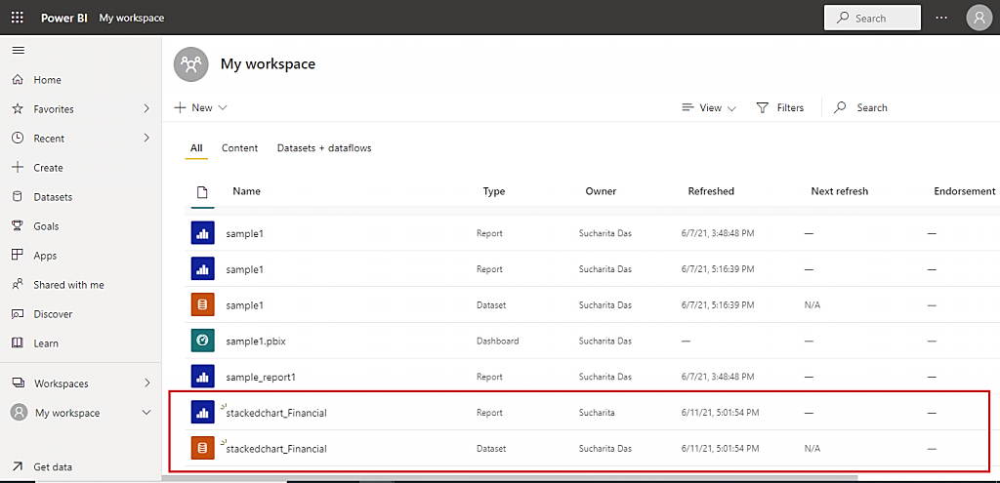 Power BI My workspace Search ...
My workspace
Home
Favorites
Recent
Create
Datasets
Goals
Apps
Shared with me
Discover
Learn
Workspaces
My workspace
Get data
New View Filters Search
All Content Datasets + dataflows
Name Type Owner Refreshed Next refresh Endorsement
sample1 Report Sucharita Das 6/7/21, 3:48:48 PM — —
sample1 Report Sucharita Das 6/7/21, 5:16:39 PM — —
sample1 Dataset Sucharita Das 6/7/21, 5:16:39 PM N/A —
sample1.pbix Dashboard Sucharita Das — — —
sample_report1 Report Sucharita Das 6/7/21, 3:48:48 PM — —
stackedchart_Financial Report Sucharita 6/11/21, 5:01:54 PM — —
stackedchart_Financial Dataset Sucharita Das 6/11/21, 5:01:54 PM N/A —